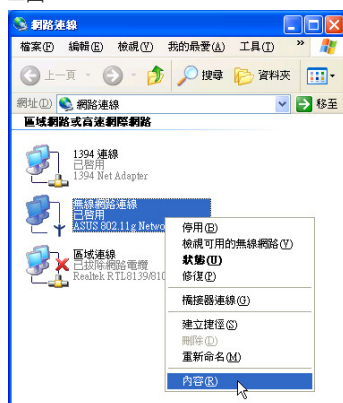 網路連線
檔案(F) 編輯(E) 檢視(V) 我的最愛(A) 工具(T) »
上一頁 搜尋 資料夾
網址(D) 網路連線 移至
區域網路或高速網際網路
1394 連線
已啓用
1394 Net Adapter
無線網路連線
已啓用
ASUS 802.11g Netwo
區域連線
已拔除網路電纜
Realtek RTL8139/810
停用(B)
檢視可用的無線網路(Y)
狀態(U)
修復(P)
橋接器連線(G)
建立捷徑(S)
刪除(D)
重新命名(M)
內容(R)